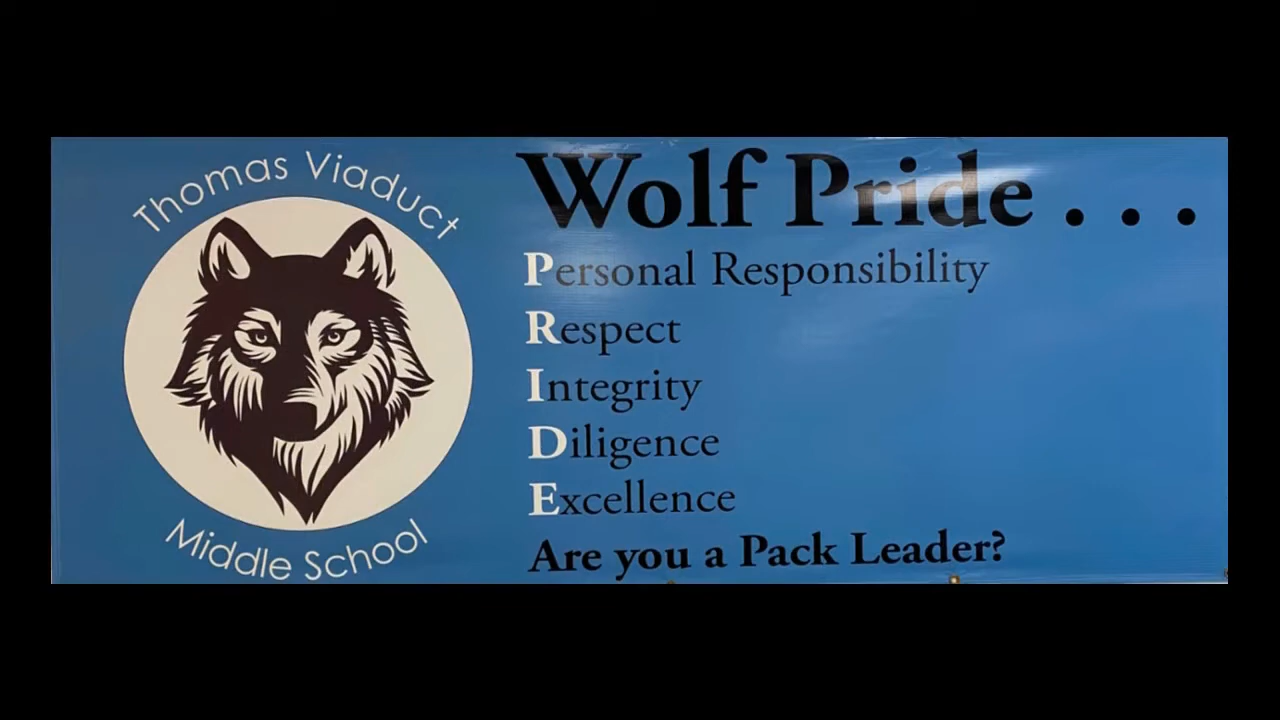 Thomas Viaduct
Middle School
Wolf Pride . . .
Personal Responsibility
Respect
Integrity
Diligence
Excellence
Are you a Pack Leader?